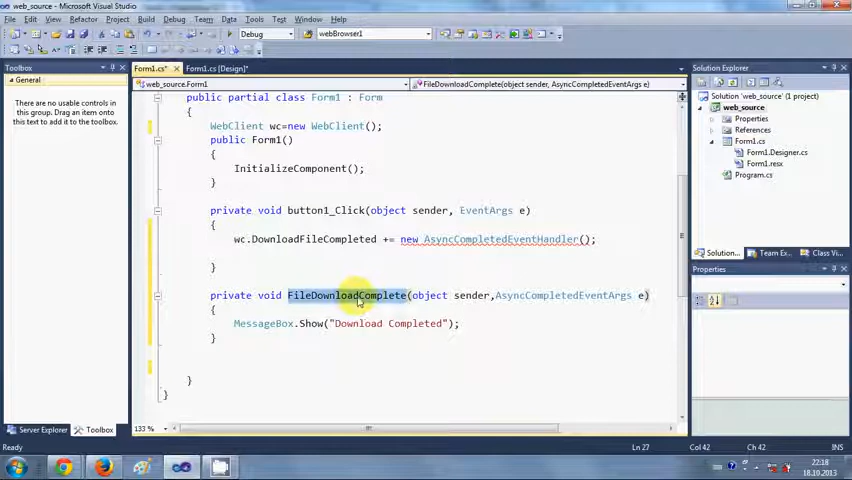 web_source - Microsoft Visual Studio
File Edit View Refactor Project Build Debug Team Data Tools Test Window Help
Debug webBrowser1
Toolbox
General
There are no usable controls in
this group. Drag an item onto
this text to add it to the toolbox.
Form1.cs* Form1.cs [Design]*
web_source.Form1 FileDownloadComplete(object sender, AsyncCompletedEventArgs e)
public partial class Form1 : Form
{
WebClient wc=new WebClient();
public Form1()
{
InitializeComponent();
}
private void button1_Click(object sender, EventArgs e)
{
wc.DownloadFileCompleted += new AsyncCompletedEventHandler();
}
private void FileDownloadComplete(object sender,AsyncCompletedEventArgs e)
{
MessageBox.Show("Download Completed");
}
}
}
133 %
Solution Explorer
Solution 'web_source' (1 project)
web_source
Properties
References
Form1.cs
Form1.Designer.cs
Form1.resx
Program.cs
Solution... Team Ex... Class Vi...
Properties
Server Explorer Toolbox
Ready Ln 27 Col 42 Ch 42 INS
22:18
18.10.2013